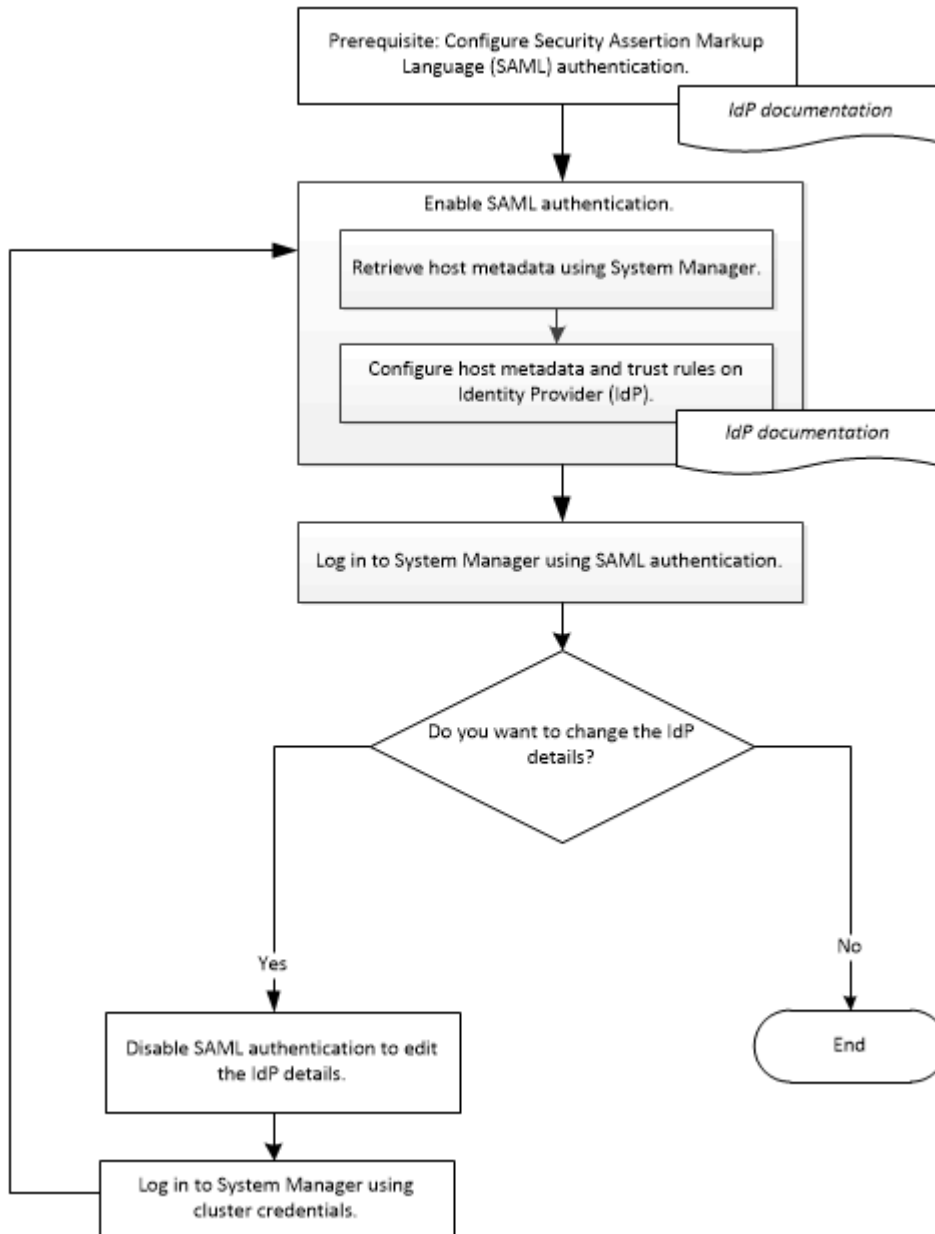 Prerequisite: Configure Security Assertion Markup
Language (SAML) authentication.
IdP documentation
Enable SAML authentication.
Retrieve host metadata using System Manager.
Configure host metadata and trust rules on
Identity Provider (IdP).
IdP documentation
Log in to System Manager using SAML authentication.
Do you want to change the IdP
details?
Yes
No
Disable SAML authentication to edit
the IdP details.
End
Log in to System Manager using
cluster credentials.